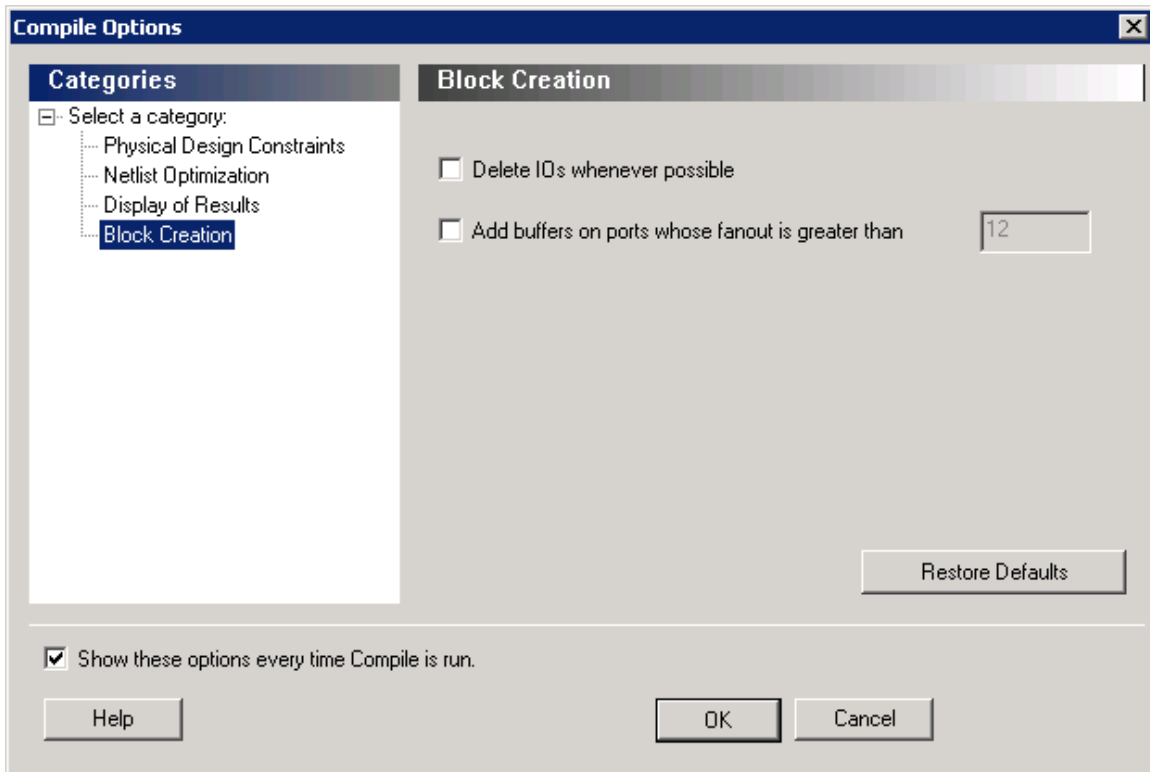 Compile Options
Categories
Select a category:
Physical Design Constraints
Netlist Optimization
Display of Results
Block Creation
Block Creation
Delete IOs whenever possible
Add buffers on ports whose fanout is greater than 12
Restore Defaults
Show these options every time Compile is run.
Help OK Cancel